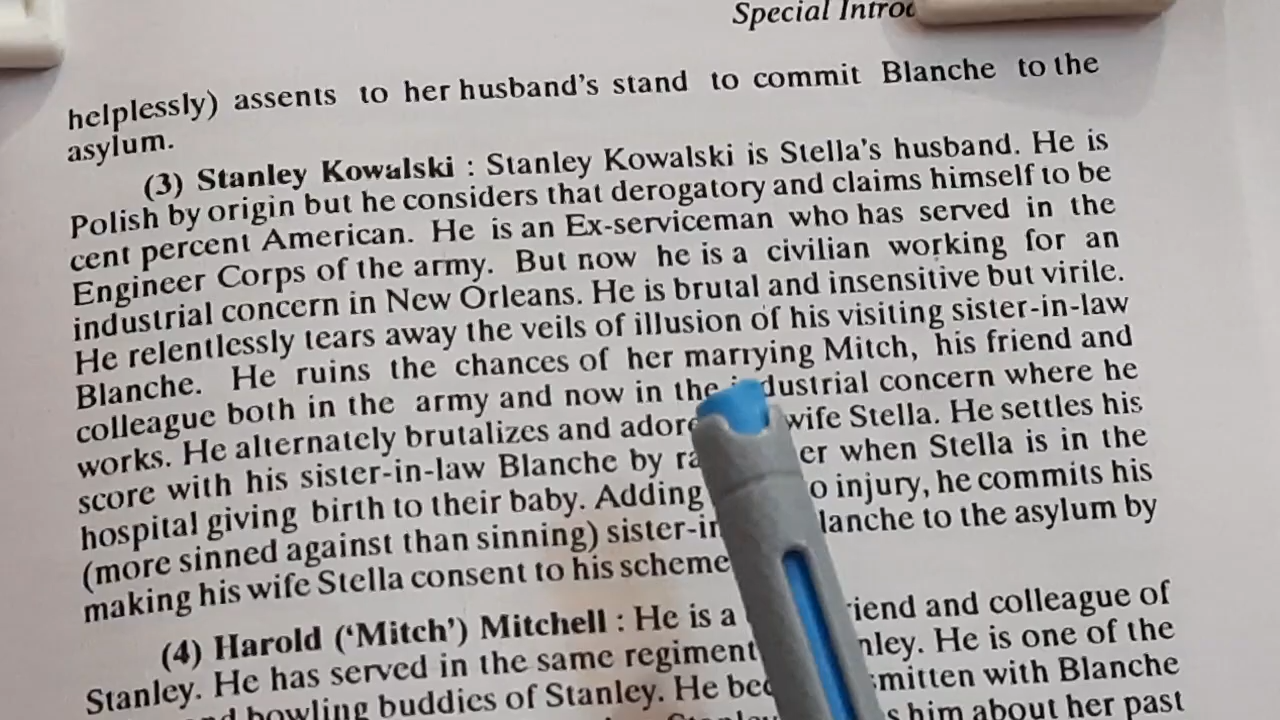 Special Introd
helplessly) assents to her husband's stand to commit Blanche to the
asylum.
(3) Stanley Kowalski : Stanley Kowalski is Stella's husband. He is
Polish by origin but he considers that derogatory and claims himself to be
cent percent American. He is an Ex-serviceman who has served in the
Engineer Corps of the army. But now he is a civilian working for an
industrial concern in New Orleans. He is brutal and insensitive but virile.
He relentlessly tears away the veils of illusion of his visiting sister-in-law
Blanche. He ruins the chances of her marrying Mitch, his friend and
colleague both in the army and now in the industrial concern where he
works. He alternately brutalizes and wife Stella. He settles his
score with his sister-in-law Blanche by when Stella is in the
hospital giving birth to their baby. Adding injury, he commits his
(more sinned against than sinning) to the asylum by
making his wife Stella consent to his scheme
(4) Harold ('Mitch') Mitchell : He is a and colleague of
Stanley. He has served in the same regiment He is one of the
bowling buddies of Stanley. He smitten with Blanche
him about her past